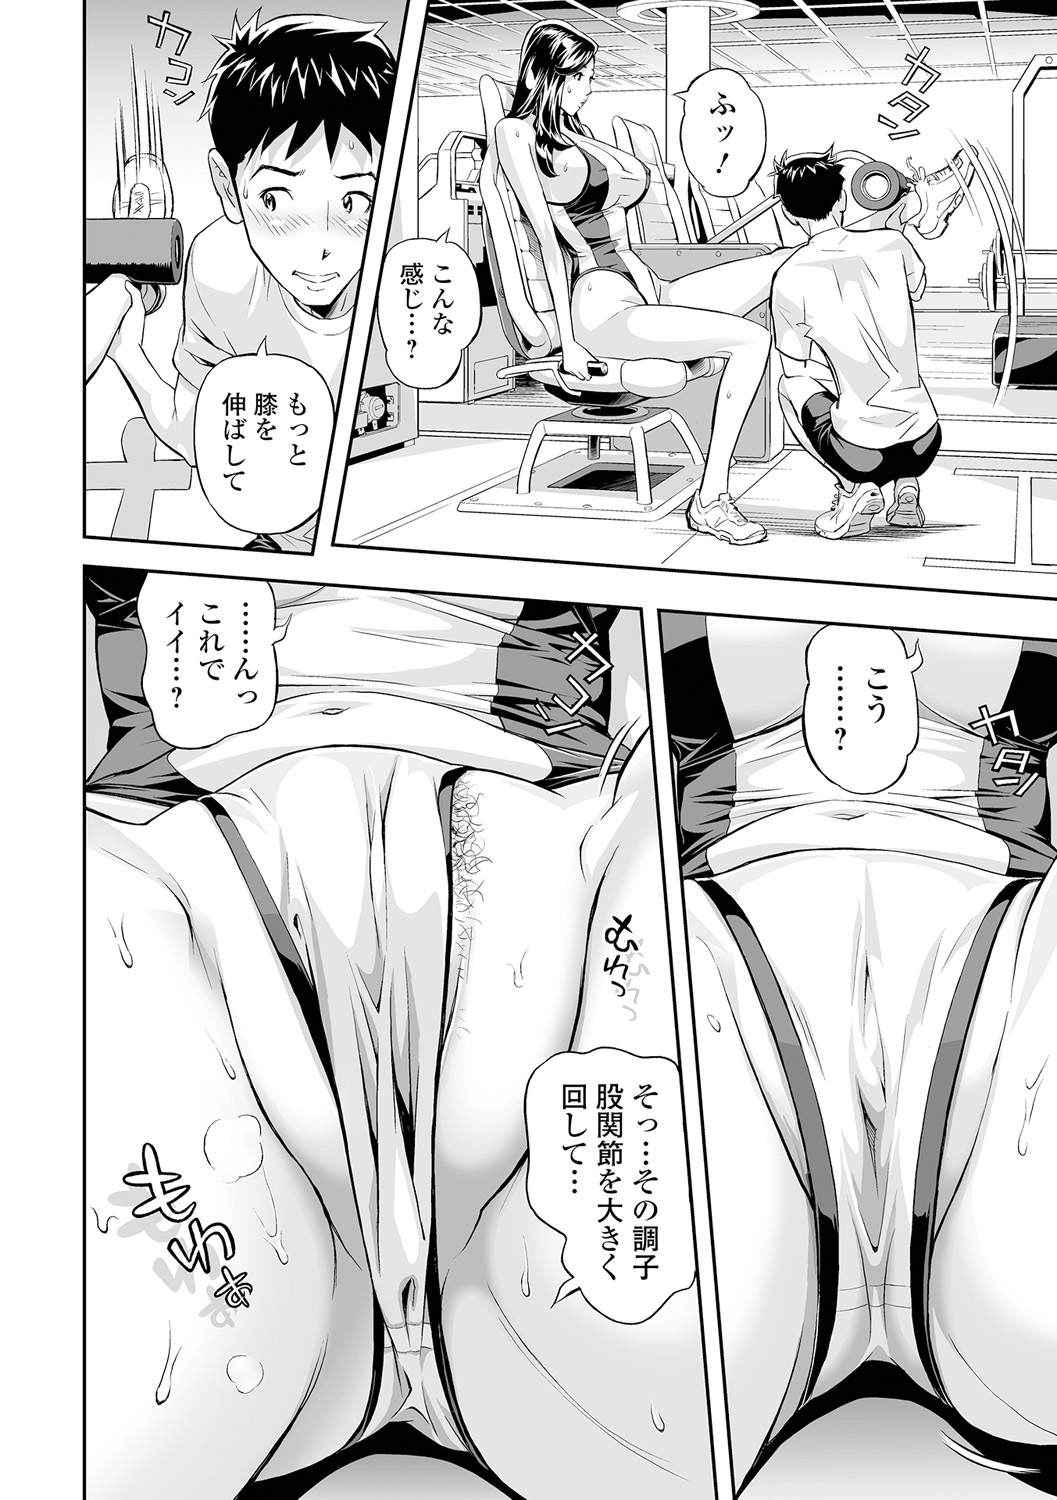 カタン
ふッ!
こんな
感じ…?
カコン
もっと
膝を
伸ばして
こう
……?
カタン
ガシャン
むわっ
そっ…その調子
股関節を大きく
回して…
………んっ
これで
イイ…?
もわぁ